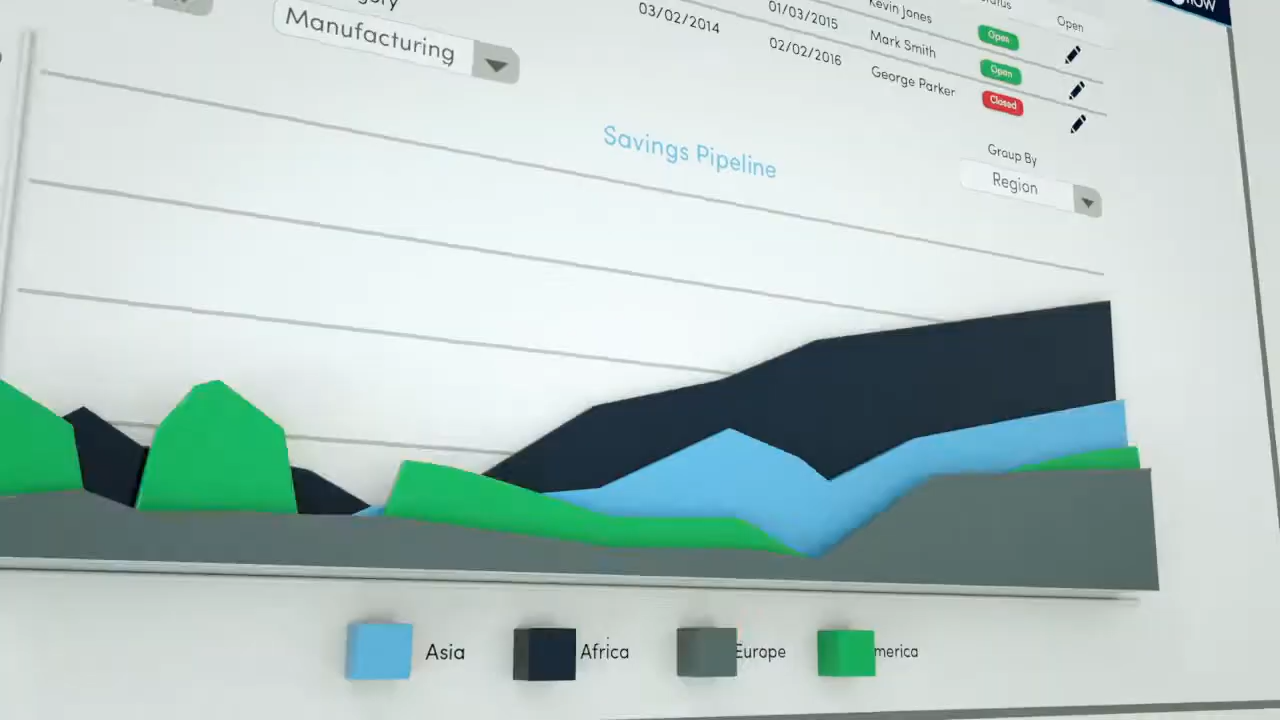 Manufacturing
03/02/2014
01/03/2015
Kevin Jones
Open
02/02/2016
Mark Smith
Open
George Parker
Open
Closed
Savings Pipeline
Group By
Region
Asia
Africa
Europe
merica